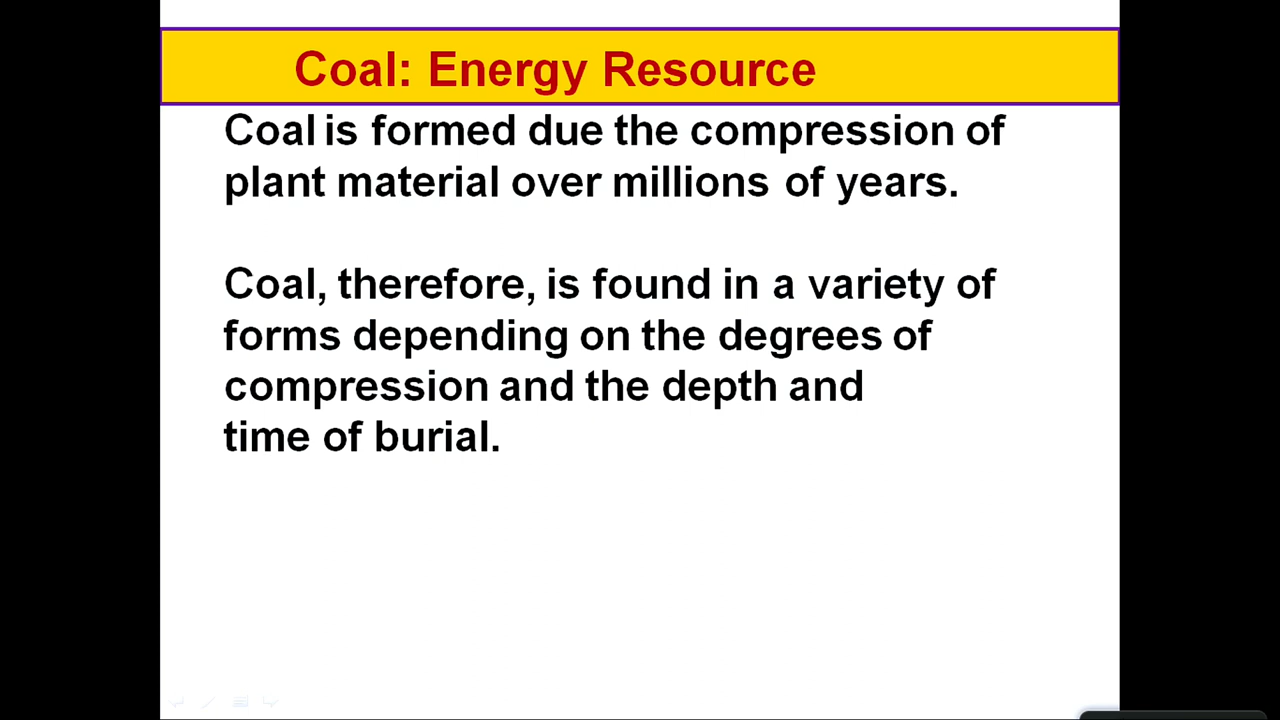 Coal: Energy Resource
Coal is formed due the compression of
plant material over millions of years.
Coal, therefore, is found in a variety of
forms depending on the degrees of
compression and the depth and
time of burial.